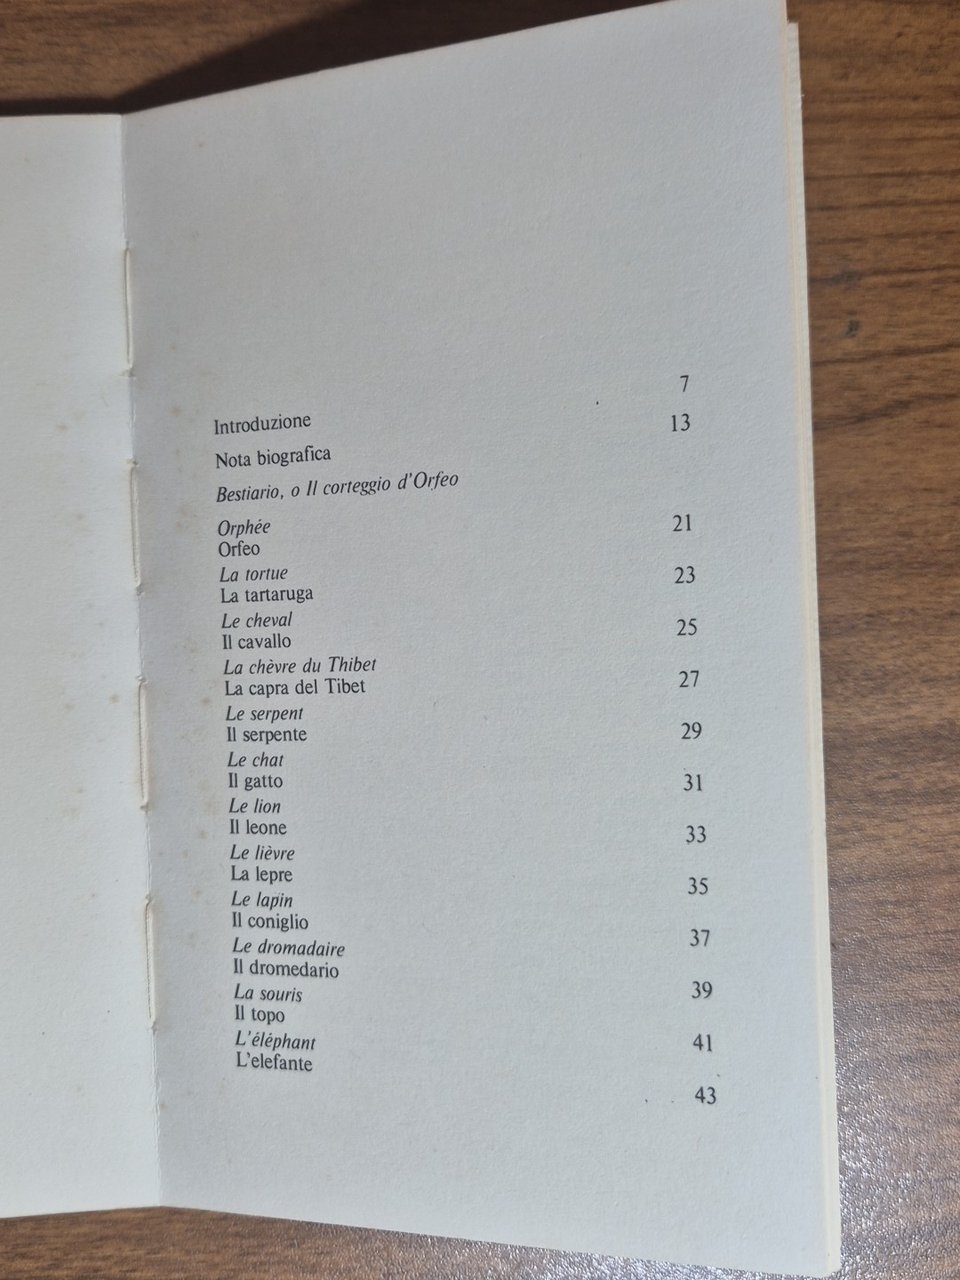 Introduzione 7
Nota biografica 13
Bestiario, o Il corteggio d'Orfeo
Orphée
Orfeo 21
La tortue
La tartaruga 23
Le cheval
Il cavallo 25
La chèvre du Thibet
La capra del Tibet 27
Le serpent
Il serpente 29
Le chat
Il gatto 31
Le lion
Il leone 33
Le lièvre
La lepre 35
Le lapin
Il coniglio 37
Le dromadaire
Il dromedario 39
La souris
Il topo 41
L'éléphant
L'elefante 43